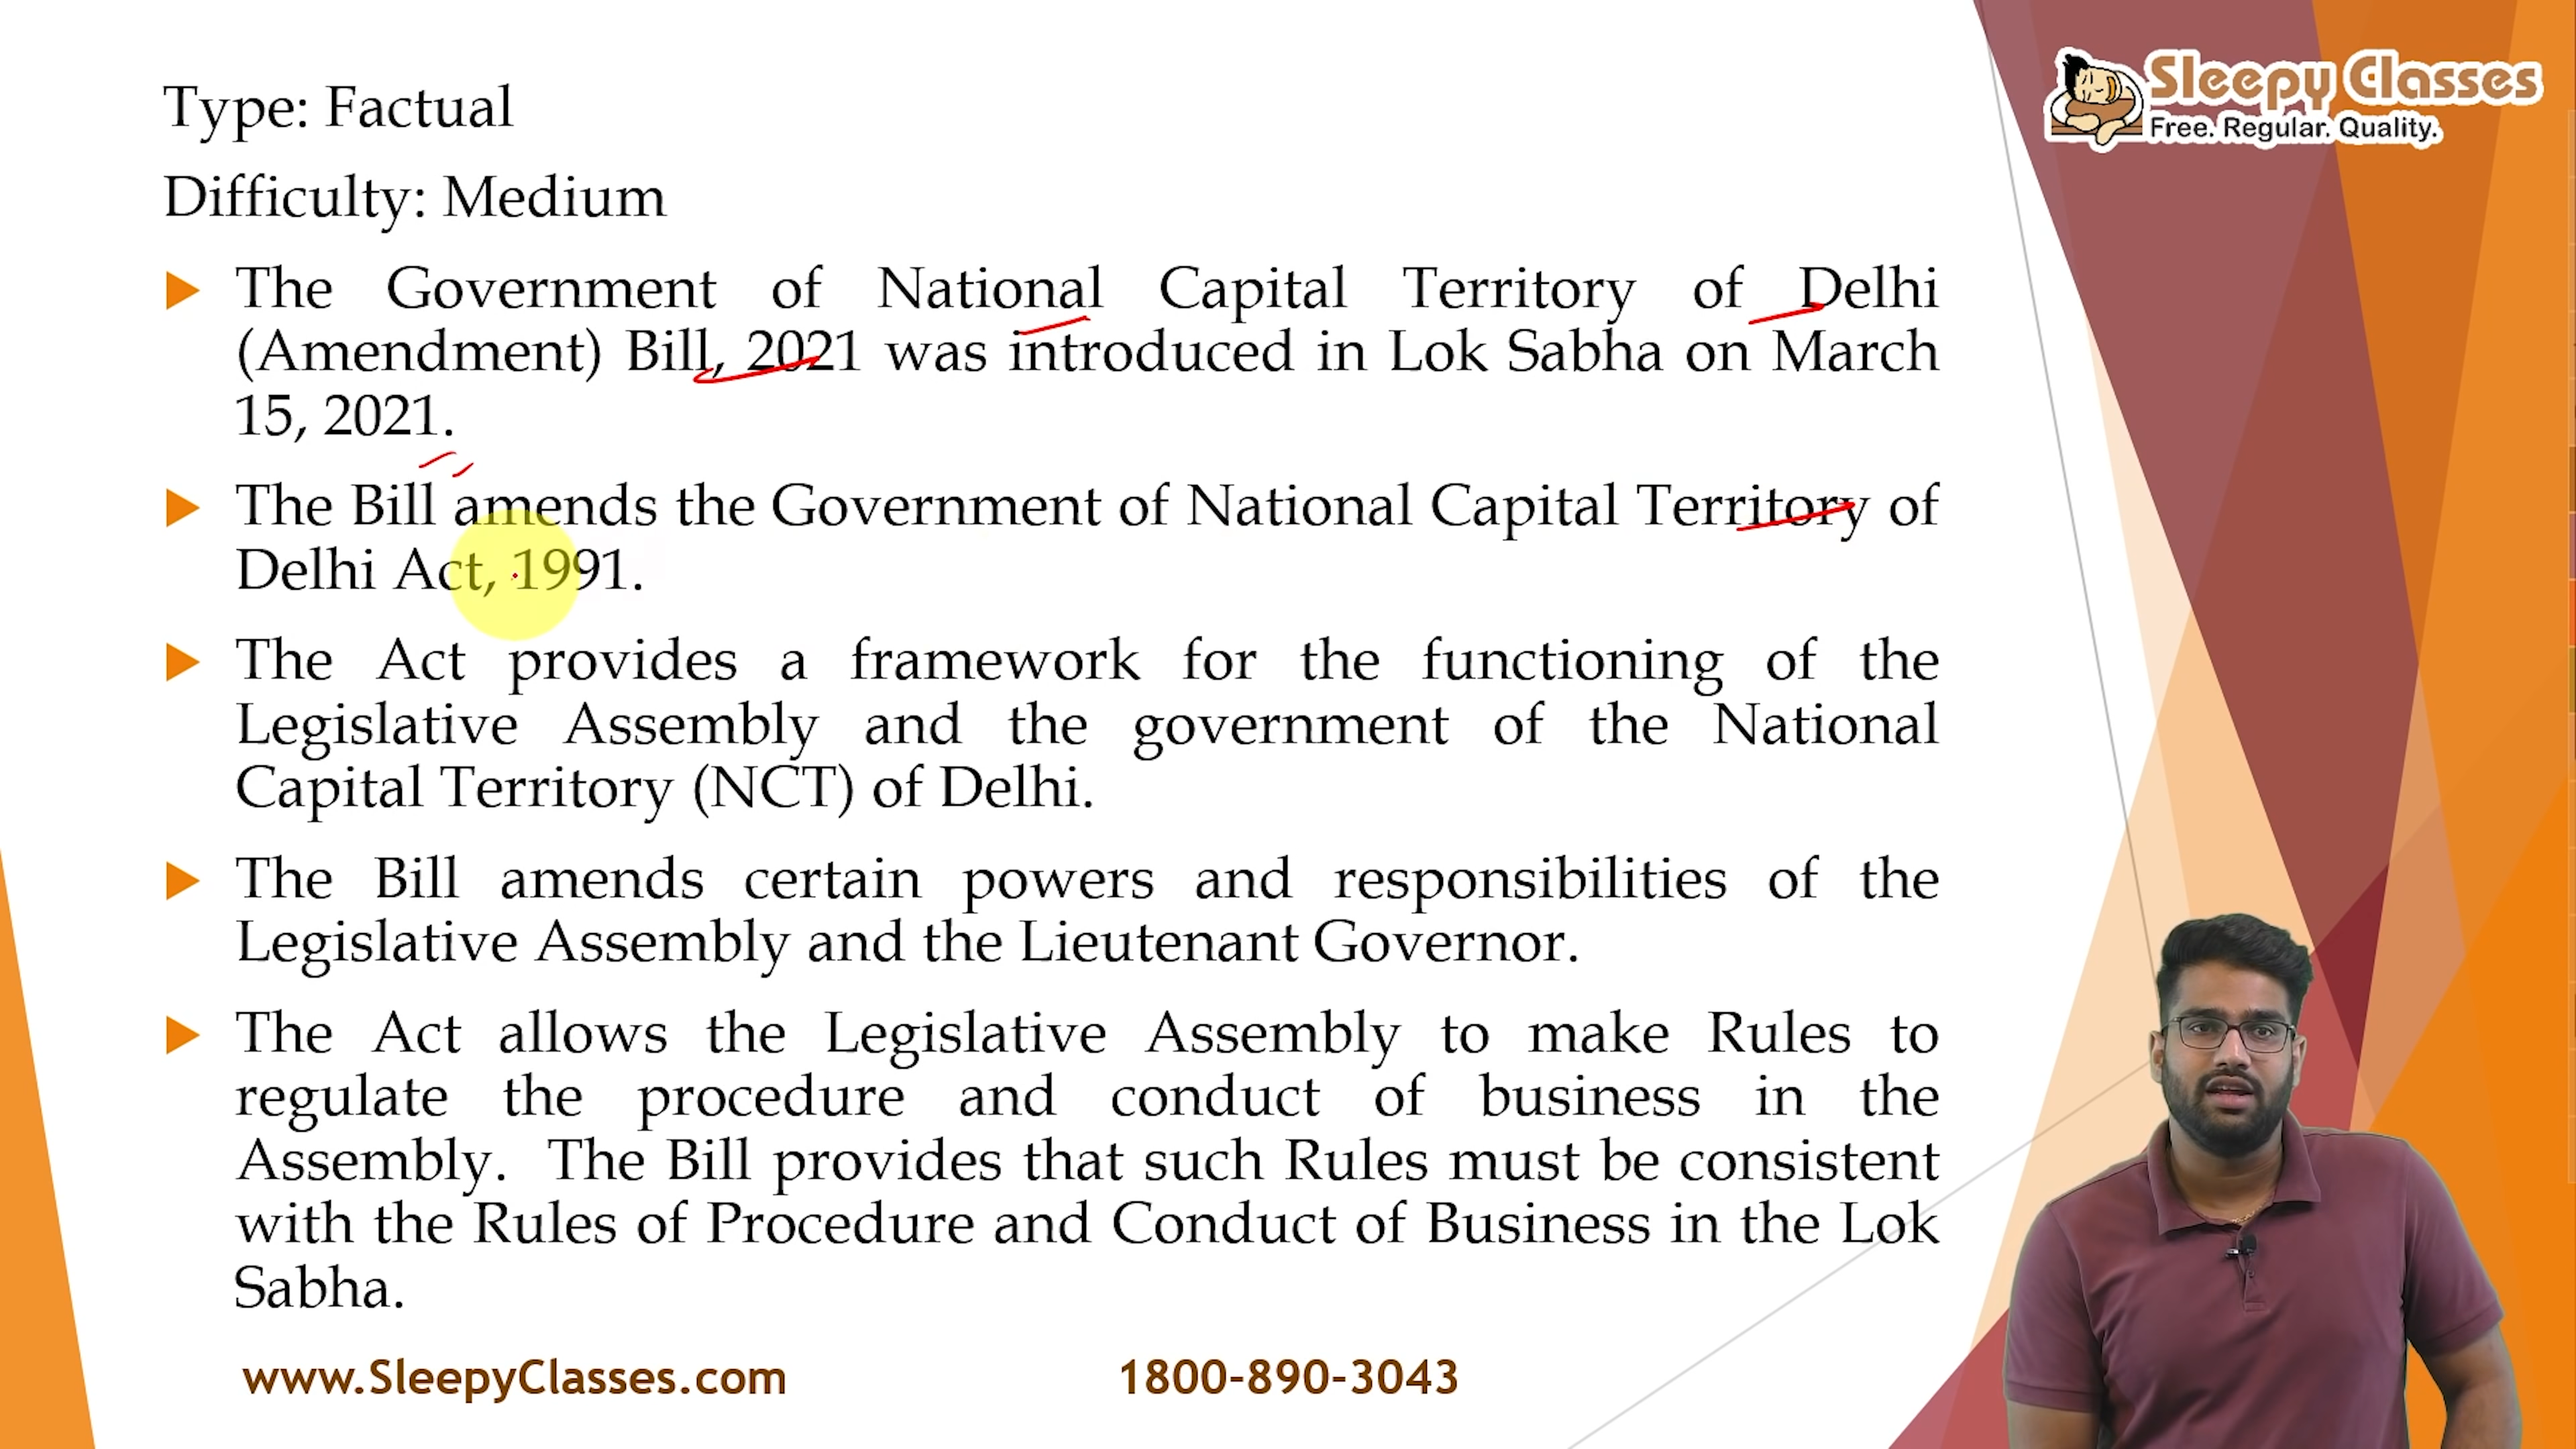 Sleepy Classes
Free. Regular. Quality.
Type: Factual
Difficulty: Medium
The Government of National Capital Territory of Delhi
(Amendment) Bill, 2021 was introduced in Lok Sabha on March
15, 2021.
The Bill amends the Government of National Capital Territory of
Delhi Act, 1991.
The Act provides a framework for the functioning of the
Legislative Assembly and the government of the National
Capital Territory (NCT) of Delhi.
The Bill amends certain powers and responsibilities of the
Legislative Assembly and the Lieutenant Governor.
The Act allows the Legislative Assembly to make Rules to
regulate the procedure and conduct of business in the
Assembly. The Bill provides that such Rules must be consistent
with the Rules of Procedure and Conduct of Business in the Lok
Sabha.
www.SleepyClasses.com 1800-890-3043